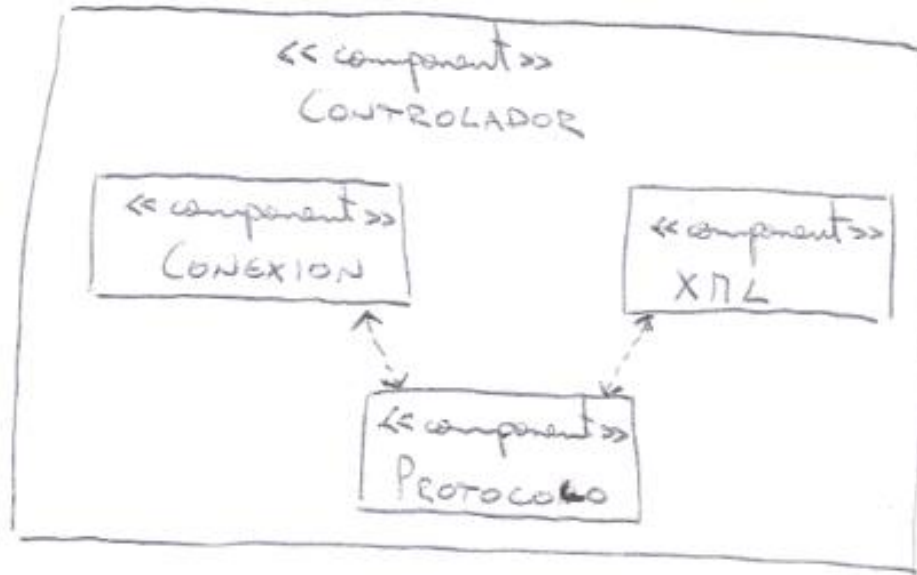 << component >>
CONTROLADOR
<< component >>
CONEXION
<< component >>
XML
<< component >>
PROTOCOLO